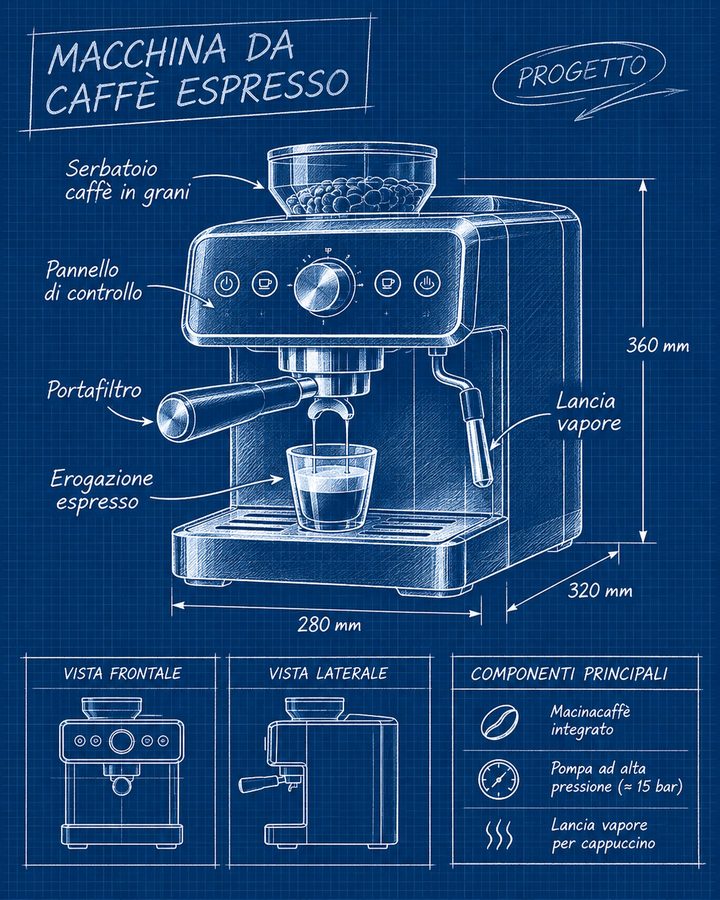 MACCHINA DA
CAFFÈ ESPRESSO
PROGETTO
Serbatoio
caffè in grani
Pannello
di controllo
Portafiltro
Erogazione
espresso
Lancia
vapore
360 mm
320 mm
280 mm
VISTA FRONTALE
VISTA LATERALE
COMPONENTI PRINCIPALI
Macinacaffè
integrato
Pompa ad alta
pressione (≈ 15 bar)
Lancia vapore
per cappuccino